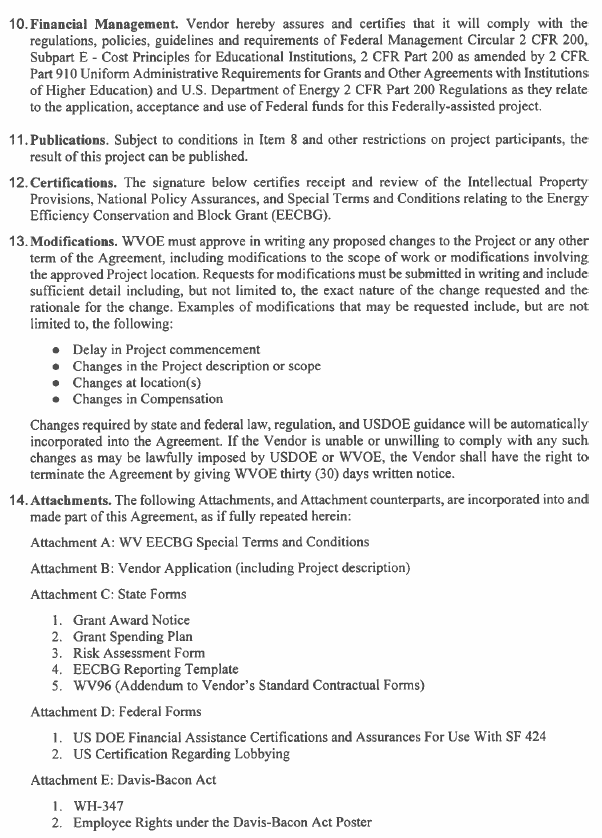 10. Financial Management. Vendor hereby assures and certifies that it will comply with the
regulations, policies, guidelines and requirements of Federal Management Circular 2 CFR 200,
Subpart E - Cost Principles for Educational Institutions, 2 CFR Part 200 as amended by 2 CFR
Part 910 Uniform Administrative Requirements for Grants and Other Agreements with Institutions
of Higher Education) and U.S. Department of Energy 2 CFR Part 200 Regulations as they relate
to the application, acceptance and use of Federal funds for this Federally-assisted project.
11. Publications. Subject to conditions in Item 8 and other restrictions on project participants, the
result of this project can be published.
12. Certifications. The signature below certifies receipt and review of the Intellectual Property
Provisions, National Policy Assurances, and Special Terms and Conditions relating to the Energy
Efficiency Conservation and Block Grant (EECBG).
13. Modifications. WVOE must approve in writing any proposed changes to the Project or any other
term of the Agreement, including modifications to the scope of work or modifications involving
the approved Project location. Requests for modifications must be submitted in writing and include
sufficient detail including, but not limited to, the exact nature of the change requested and the
rationale for the change. Examples of modifications that may be requested include, but are not
limited to, the following:
• Delay in Project commencement
• Changes in the Project description or scope
• Changes at location(s)
• Changes in Compensation
Changes required by state and federal law, regulation, and USDOE guidance will be automatically
incorporated into the Agreement. If the Vendor is unable or unwilling to comply with any such
changes as may be lawfully imposed by USDOE or WVOE, the Vendor shall have the right to
terminate the Agreement by giving WVOE thirty (30) days written notice.
14. Attachments. The following Attachments, and Attachment counterparts, are incorporated into and
made part of this Agreement, as if fully repeated herein:
Attachment A: WV EECBG Special Terms and Conditions
Attachment B: Vendor Application (including Project description)
Attachment C: State Forms
1. Grant Award Notice
2. Grant Spending Plan
3. Risk Assessment Form
4. EECBG Reporting Template
5. WV96 (Addendum to Vendor's Standard Contractual Forms)
Attachment D: Federal Forms
1. US DOE Financial Assistance Certifications and Assurances For Use With SF 424
2. US Certification Regarding Lobbying
Attachment E: Davis-Bacon Act
1. WH-347
2. Employee Rights under the Davis-Bacon Act Poster